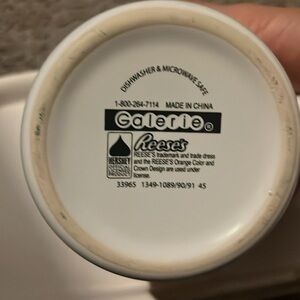 DISHWASHER & MICROWAVE SAFE
1-800-264-7114 MADE IN CHINA
Galerie®
Reese's
HERSHEY
REESE'S trademark and trade dress
and the REESE'S Orange Color and
Crown Design are used under
license.
33965 1349-1089/90/91 45